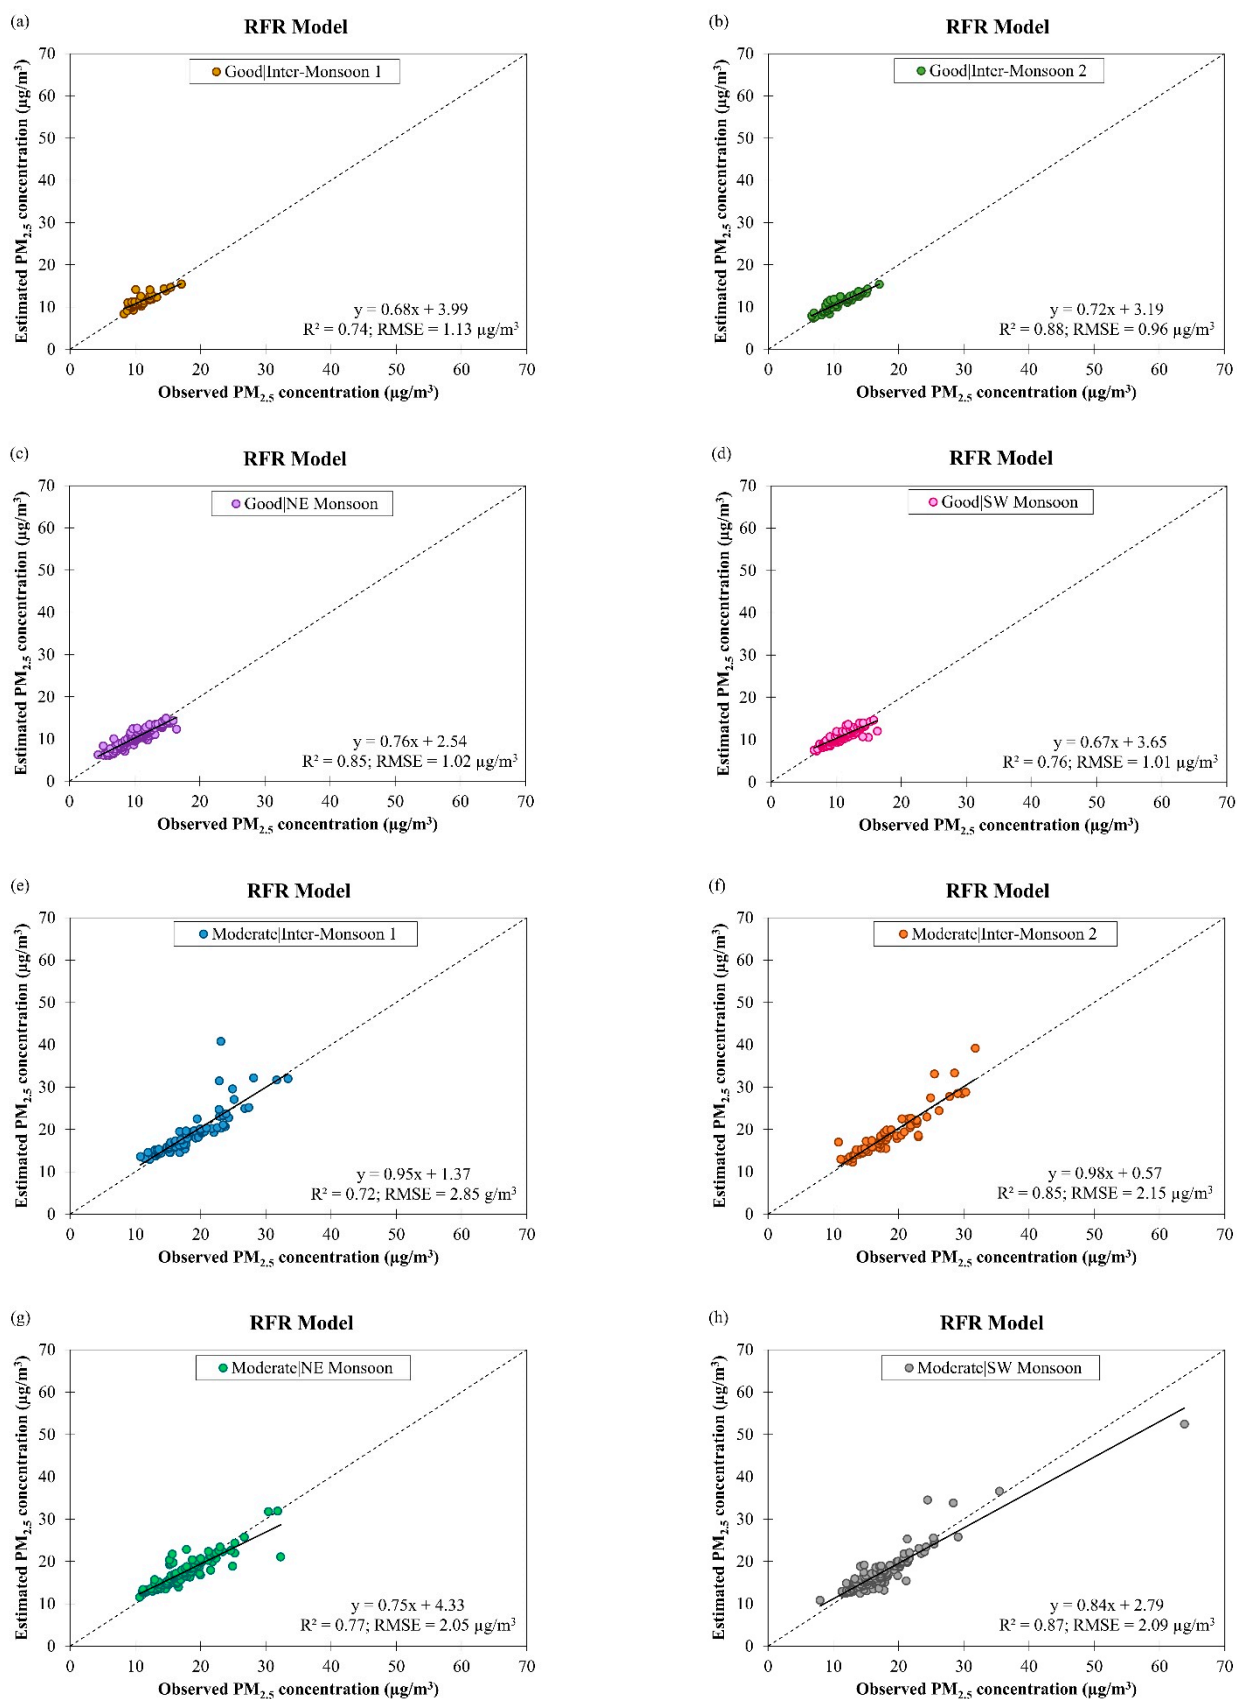 (a)
RFR Model
Estimated PM2.5 concentration (µg/m³)
70
60
50
40
30
20
10
0
Good|Inter-Monsoon 1
y = 0.68x + 3.99
R² = 0.74; RMSE = 1.13 µg/m³
0 10 20 30 40 50 60 70
Observed PM2.5 concentration (µg/m³)
(b)
RFR Model
Estimated PM2.5 concentration (µg/m³)
70
60
50
40
30
20
10
0
Good|Inter-Monsoon 2
y = 0.72x + 3.19
R² = 0.88; RMSE = 0.96 µg/m³
0 10 20 30 40 50 60 70
Observed PM2.5 concentration (µg/m³)
(c)
RFR Model
Estimated PM2.5 concentration (µg/m³)
70
60
50
40
30
20
10
0
Good|NE Monsoon
y = 0.76x + 2.54
R² = 0.85; RMSE = 1.02 µg/m³
0 10 20 30 40 50 60 70
Observed PM2.5 concentration (µg/m³)
(d)
RFR Model
Estimated PM2.5 concentration (µg/m³)
70
60
50
40
30
20
10
0
Good|SW Monsoon
y = 0.67x + 3.65
R² = 0.76; RMSE = 1.01 µg/m³
0 10 20 30 40 50 60 70
Observed PM2.5 concentration (µg/m³)
(e)
RFR Model
Estimated PM2.5 concentration (µg/m³)
70
60
50
40
30
20
10
0
Moderate|Inter-Monsoon 1
y = 0.95x + 1.37
R² = 0.72; RMSE = 2.85 g/m³
0 10 20 30 40 50 60 70
Observed PM2.5 concentration (µg/m³)
(f)
RFR Model
Estimated PM2.5 concentration (µg/m³)
70
60
50
40
30
20
10
0
Moderate|Inter-Monsoon 2
y = 0.98x + 0.57
R² = 0.85; RMSE = 2.15 µg/m³
0 10 20 30 40 50 60 70
Observed PM2.5 concentration (µg/m³)
(g)
RFR Model
Estimated PM2.5 concentration (µg/m³)
70
60
50
40
30
20
10
0
Moderate|NE Monsoon
y = 0.75x + 4.33
R² = 0.77; RMSE = 2.05 µg/m³
0 10 20 30 40 50 60 70
Observed PM2.5 concentration (µg/m³)
(h)
RFR Model
Estimated PM2.5 concentration (µg/m³)
70
60
50
40
30
20
10
0
Moderate|SW Monsoon
y = 0.84x + 2.79
R² = 0.87; RMSE = 2.09 µg/m³
0 10 20 30 40 50 60 70
Observed PM2.5 concentration (µg/m³)